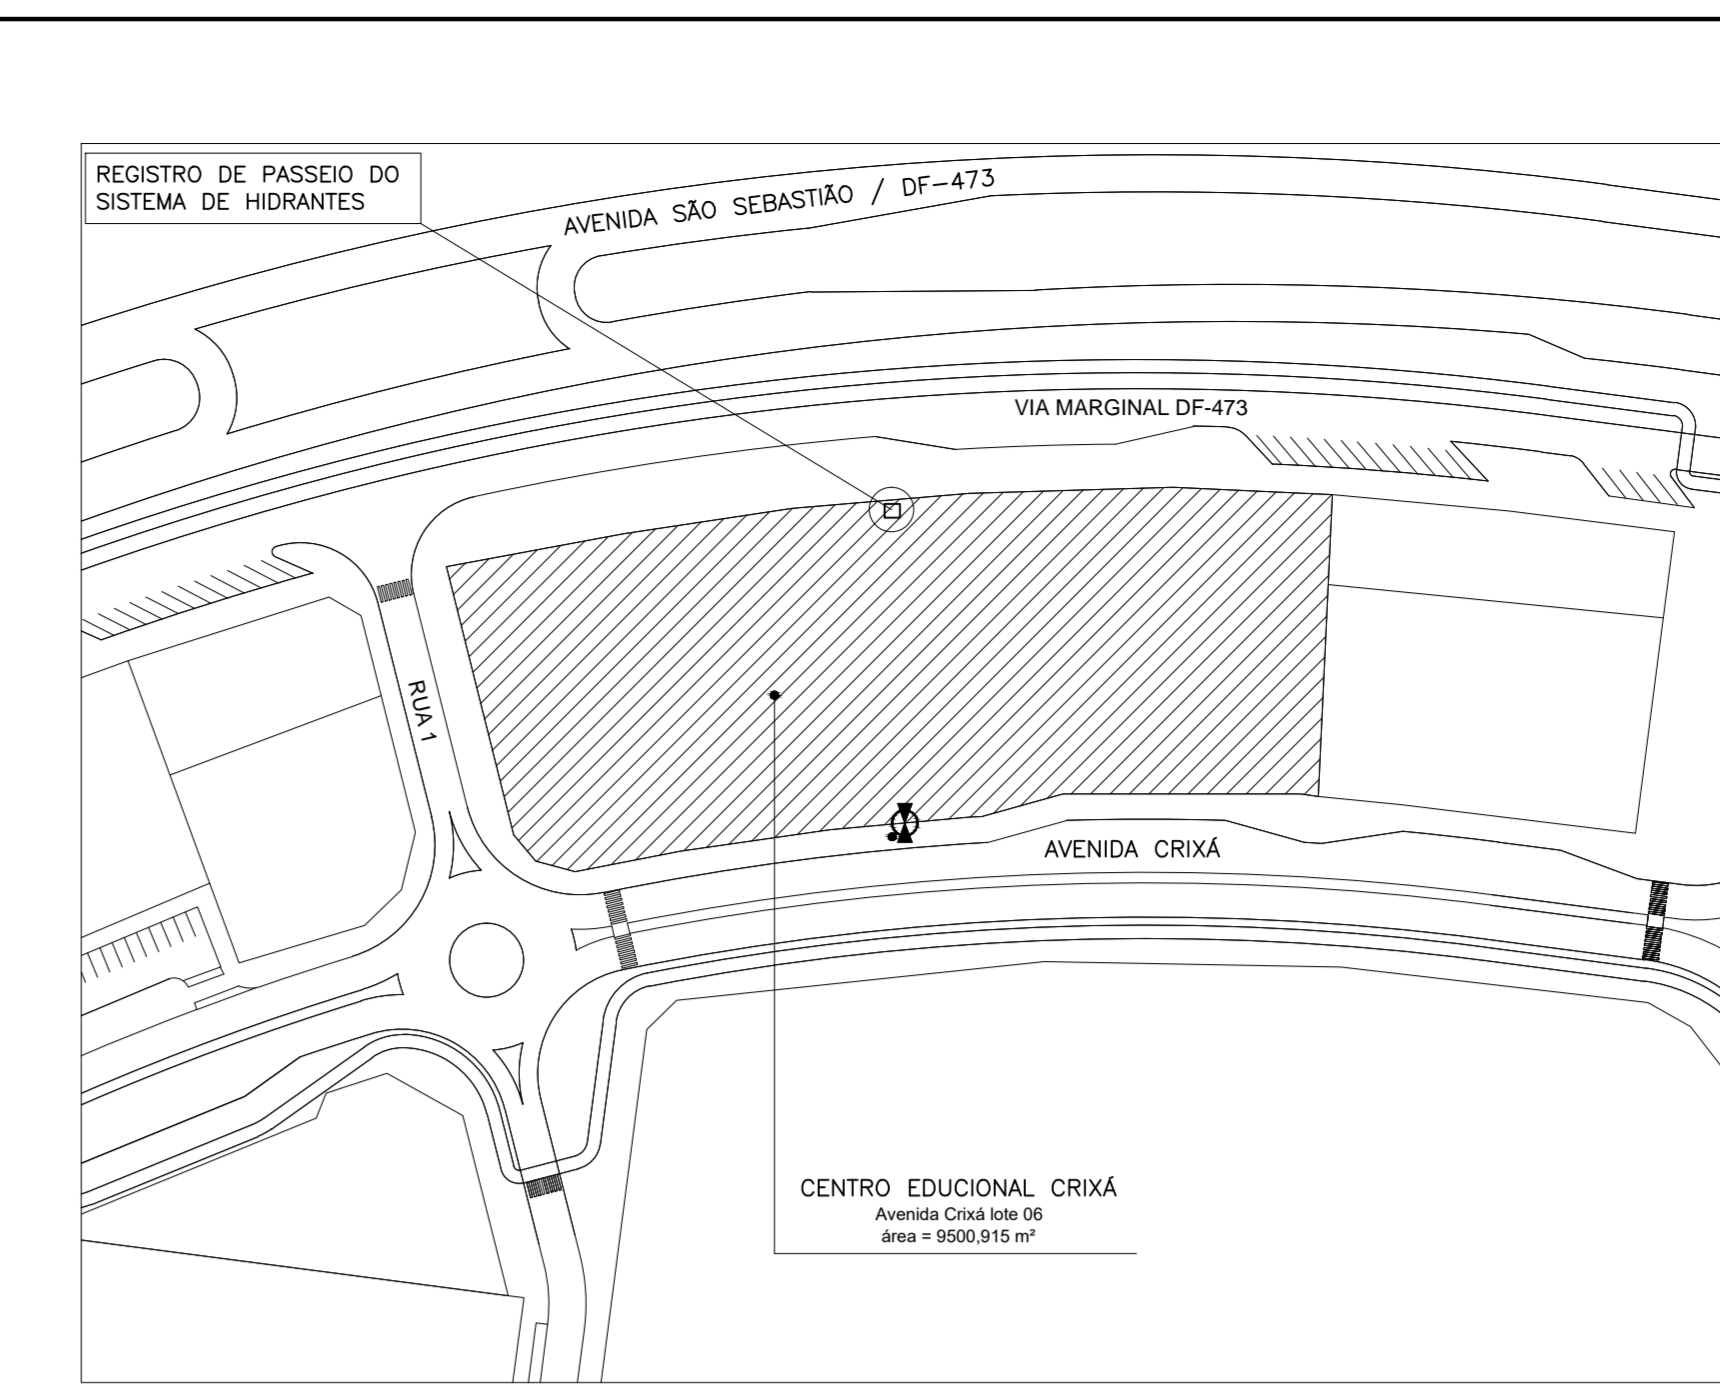 REGISTRO DE PASSEIO DO
SISTEMA DE HIDRANTES
AVENIDA SÃO SEBASTIÃO / DF-473
VIA MARGINAL DF-473
RUA 1
AVENIDA CRIXÁ
CENTRO EDUCIONAL CRIXÁ
Avenida Crixá lote 06
área = 9500,915 m²